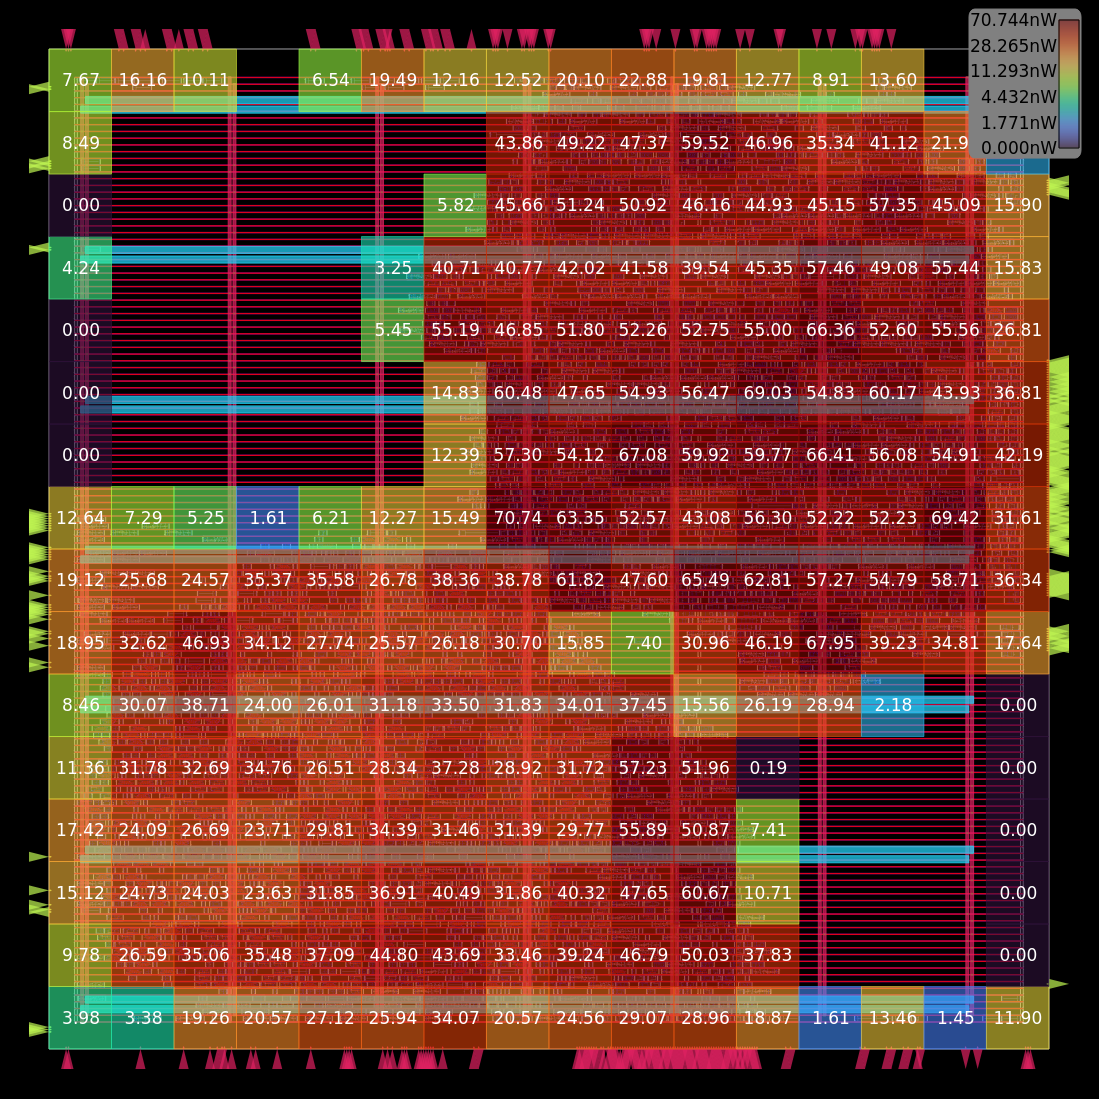 70.744nW
28.265nW
11.293nW
4.432nW
1.771nW
0.000nW
7.67 16.16 10.11 6.54 19.49 12.16 12.52 20.10 22.88 19.81 12.77 8.91 13.60
8.49 43.86 49.22 47.37 59.52 46.96 35.34 41.12 21.9
0.00 5.82 45.66 51.24 50.92 46.16 44.93 45.15 57.35 45.09 15.90
4.24 3.25 40.71 40.77 42.02 41.58 39.54 45.35 57.46 49.08 55.44 15.83
0.00 5.45 55.19 46.85 51.80 52.26 52.75 55.00 66.36 52.60 55.56 26.81
0.00 14.83 60.48 47.65 54.93 56.47 69.03 54.83 60.17 43.93 36.81
0.00 12.39 57.30 54.12 67.08 59.92 59.77 66.41 56.08 54.91 42.19
12.64 7.29 5.25 1.61 6.21 12.27 15.49 70.74 63.35 52.57 43.08 56.30 52.22 52.23 69.42 31.61
19.12 25.68 24.57 35.37 35.58 26.78 38.36 38.78 61.82 47.60 65.49 62.81 57.27 54.79 58.71 36.34
18.95 32.62 46.93 34.12 27.74 25.57 26.18 30.70 15.85 7.40 30.96 46.19 67.95 39.23 34.81 17.64
8.46 30.07 38.71 24.00 26.01 31.18 33.50 31.83 34.01 37.45 15.56 26.19 28.94 2.18 0.00
11.36 31.78 32.69 34.76 26.51 28.34 37.28 28.92 31.72 57.23 51.96 0.19 0.00
17.42 24.09 26.69 23.71 29.81 34.39 31.46 31.39 29.77 55.89 50.87 7.41 0.00
15.12 24.73 24.03 23.63 31.85 36.91 40.49 31.86 40.32 47.65 60.67 10.71 0.00
9.78 26.59 35.06 35.48 37.09 44.80 43.69 33.46 39.24 46.79 50.03 37.83 0.00
3.98 3.38 19.26 20.57 27.12 25.94 34.07 20.57 24.56 29.07 28.96 18.87 1.61 13.46 1.45 11.90